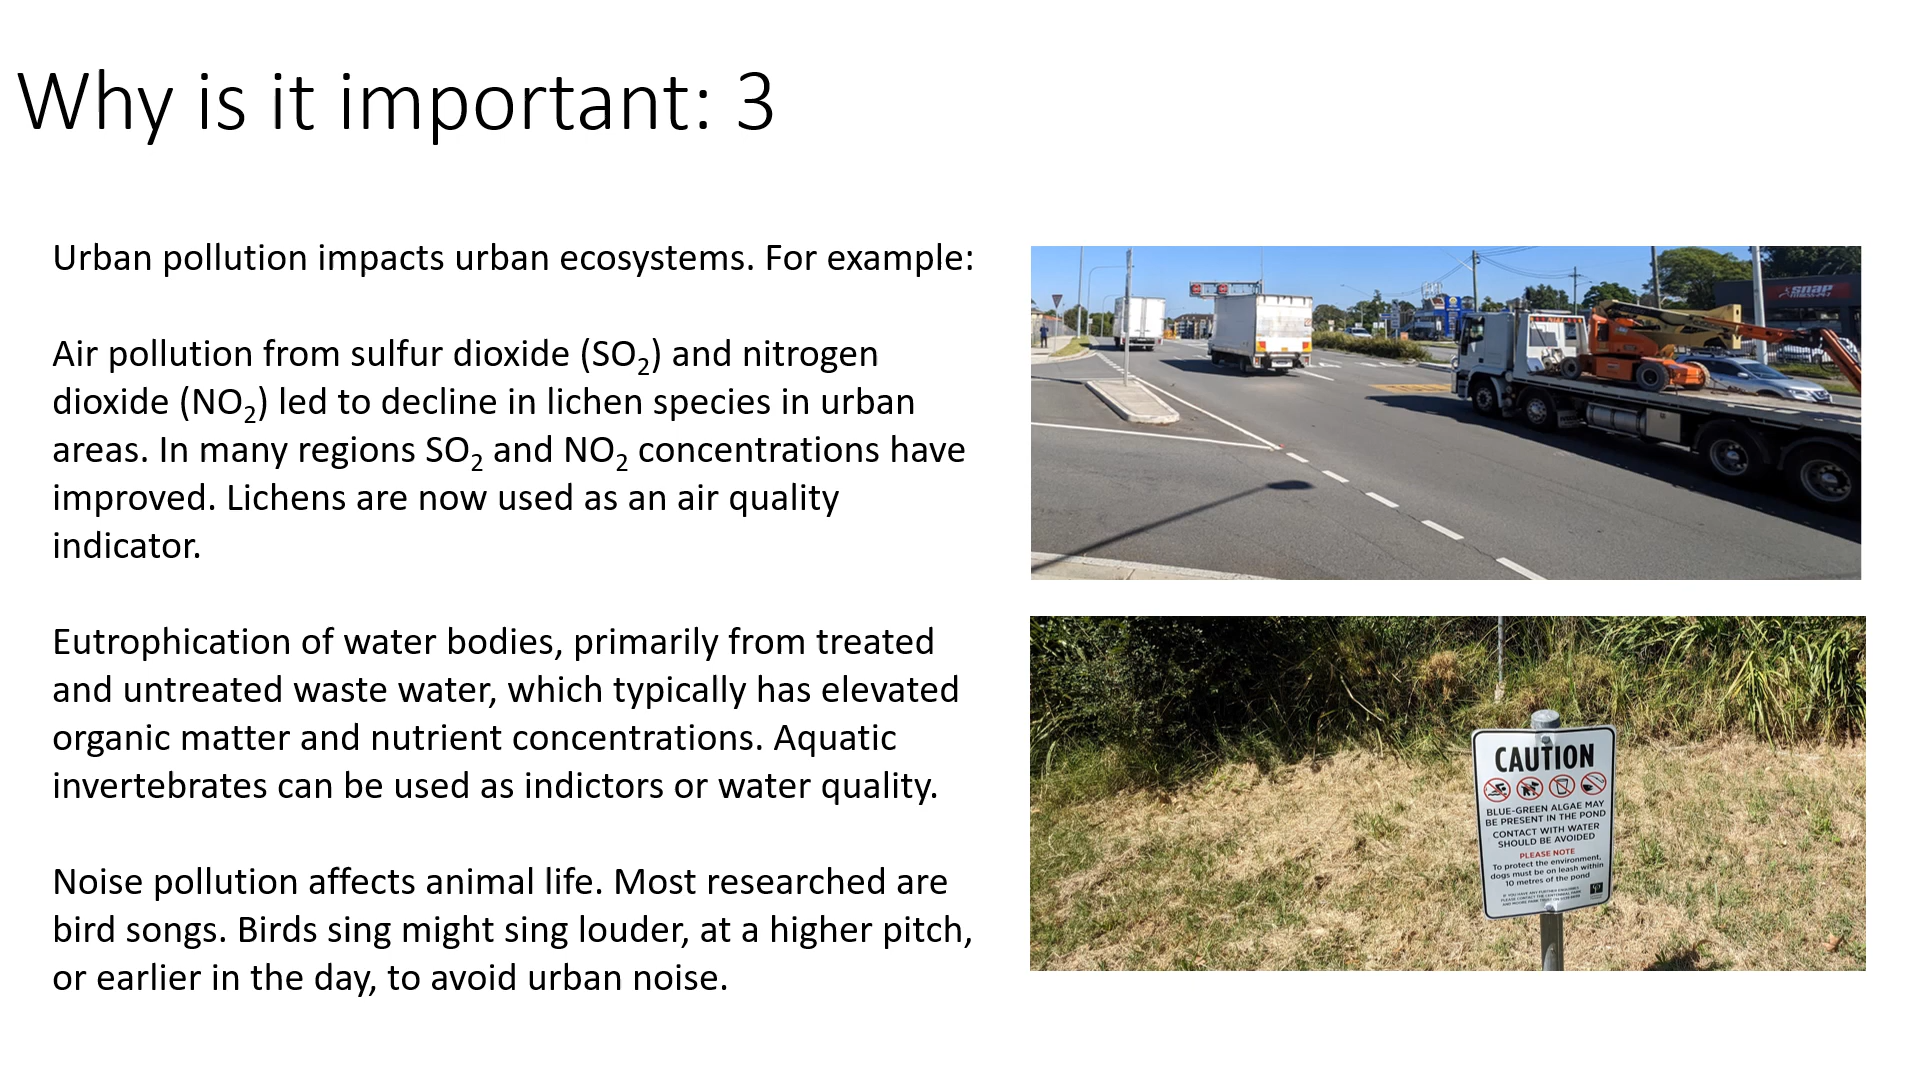 Why is it important: 3
Urban pollution impacts urban ecosystems. For example:
Air pollution from sulfur dioxide (SO₂) and nitrogen
dioxide (NO₂) led to decline in lichen species in urban
areas. In many regions SO₂ and NO₂ concentrations have
improved. Lichens are now used as an air quality
indicator.
Eutrophication of water bodies, primarily from treated
and untreated waste water, which typically has elevated
organic matter and nutrient concentrations. Aquatic
invertebrates can be used as indictors or water quality.
Noise pollution affects animal life. Most researched are
bird songs. Birds sing might sing louder, at a higher pitch,
or earlier in the day, to avoid urban noise.
snap
FITNESS 24/7
CAUTION
BLUE-GREEN ALGAE MAY
BE PRESENT IN THE POND
CONTACT WITH WATER
SHOULD BE AVOIDED
PLEASE NOTE
To protect the environment,
dogs must be on leash within
10 metres of the pond